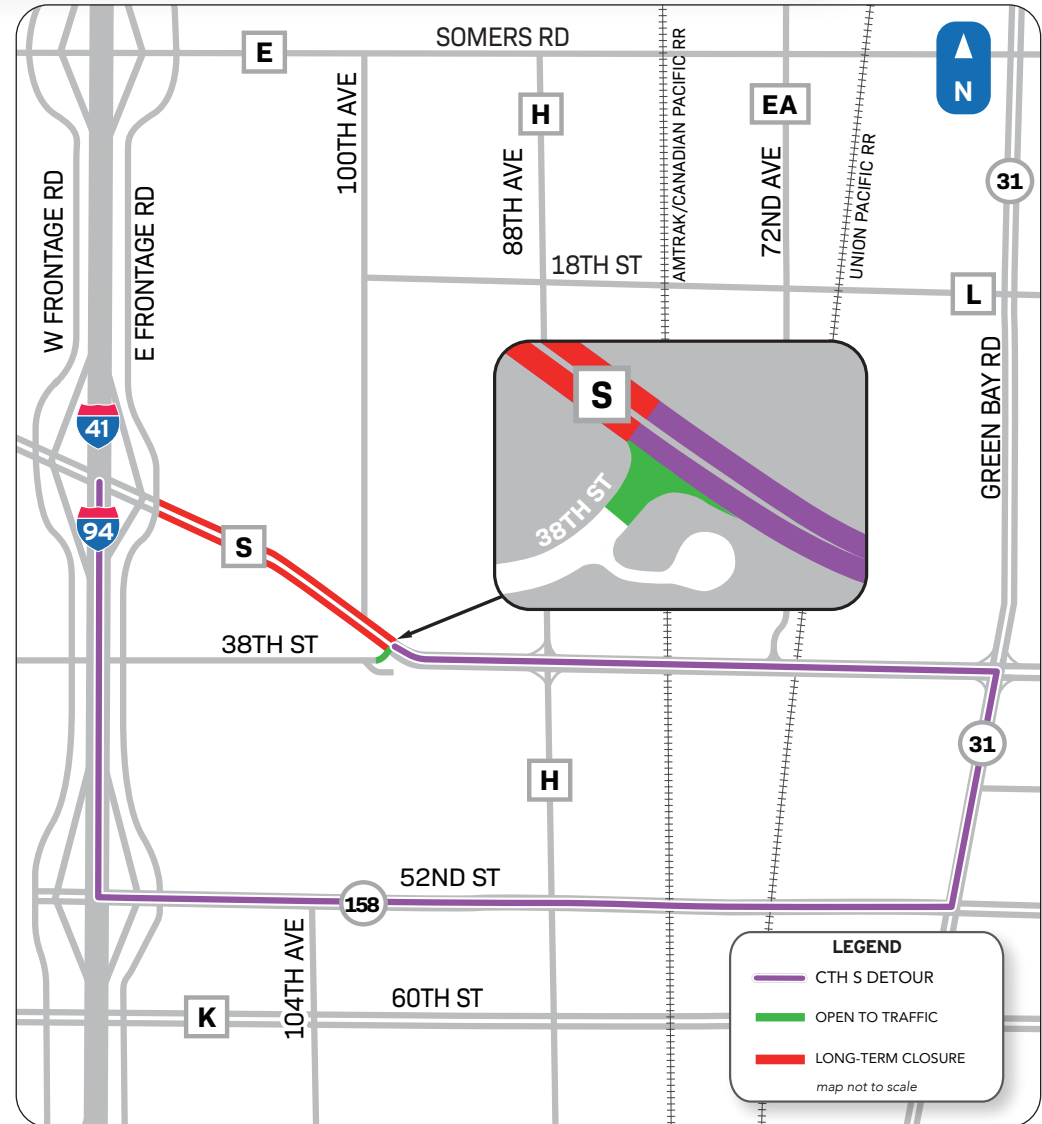 SOMERS RD
E
N
100TH AVE
H
88TH AVE
AMTRAK/CANADIAN PACIFIC RR
EA
72ND AVE
UNION PACIFIC RR
31
W FRONTAGE RD
E FRONTAGE RD
18TH ST
L
GREEN BAY RD
41
94
S
S
38TH ST
38TH ST
31
H
52ND ST
158
104TH AVE
60TH ST
K
LEGEND
CTH S DETOUR
OPEN TO TRAFFIC
LONG-TERM CLOSURE
map not to scale